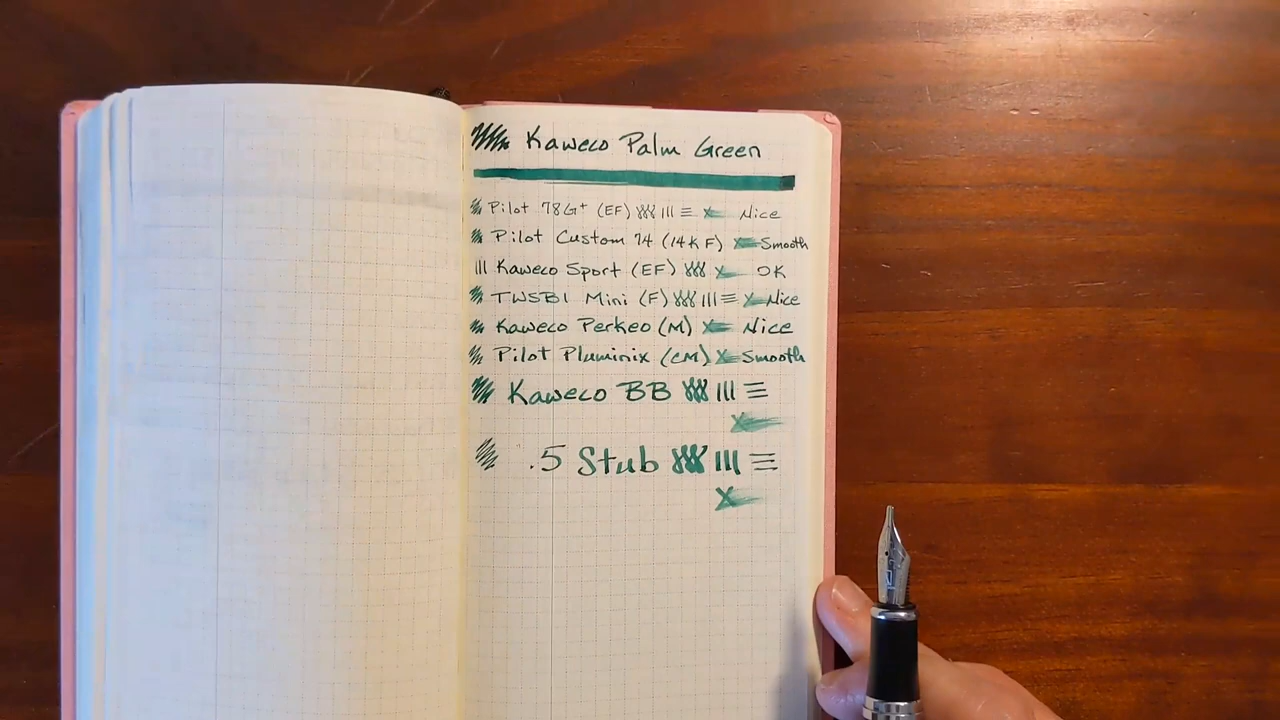 Kaweco Palm Green
Pilot 78G+ (EF) Nice
Pilot Custom 74 (14K F) Smooth
Kaweco Sport (EF) OK
TWSBI Mini (F) Nice
Kaweco Perkeo (M) Nice
Pilot Pluminix (CM) Smooth
Kaweco BB
.5 Stub